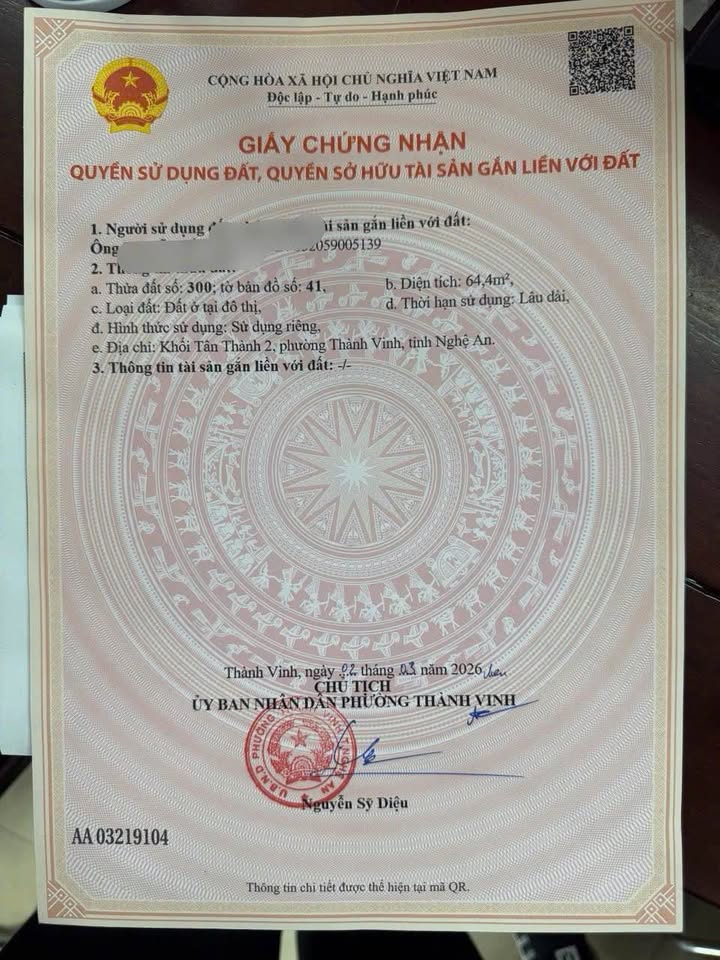 CỘNG HÒA XÃ HỘI CHỦ NGHĨA VIỆT NAM
Độc lập - Tự do - Hạnh phúc
GIẤY CHỨNG NHẬN
QUYỀN SỬ DỤNG ĐẤT, QUYỀN SỞ HỮU TÀI SẢN GẮN LIỀN VỚI ĐẤT
1. Người sử dụng tài sản gắn liền với đất:
Ông 2059005139
2.
a. Thửa đất số: 300; tờ bản đồ số: 41, b. Diện tích: 64,4m²,
c. Loại đất: Đất ở tại đô thị, d. Thời hạn sử dụng: Lâu dài,
đ. Hình thức sử dụng: Sử dụng riêng,
e. Địa chỉ: Khối Tân Thành 2, phường Thành Vinh, tỉnh Nghệ An.
3. Thông tin tài sản gắn liền với đất: -/-
Thành Vinh, ngày 02 tháng 03 năm 2026
CHỦ TỊCH
ỦY BAN NHÂN DÂN PHƯỜNG THÀNH VINH
U.B.N.D PHƯỜNG VINH T. NGHỆ AN
Nguyễn Sỹ Diệu
AA 03219104
Thông tin chi tiết được thể hiện tại mã QR.